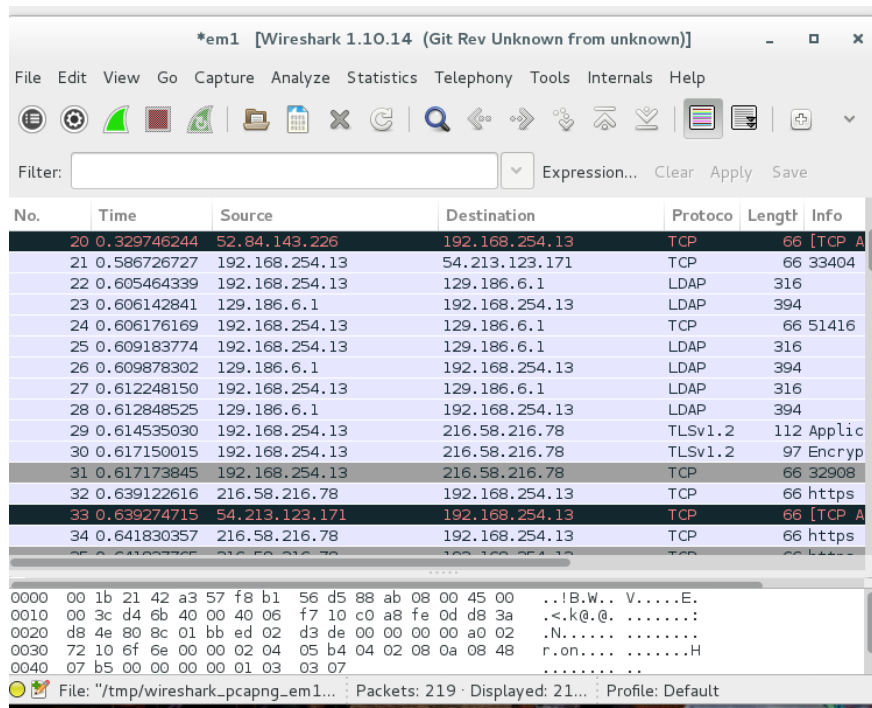 *em1 [Wireshark 1.10.14 (Git Rev Unknown from unknown)]
File Edit View Go Capture Analyze Statistics Telephony Tools Internals Help
Filter: Expression... Clear Apply Save
No. Time Source Destination Protoco Length Info
20 0.329746244 52.84.143.226 192.168.254.13 TCP 66 [TCP A
21 0.586726727 192.168.254.13 54.213.123.171 TCP 66 33404
22 0.605464339 192.168.254.13 129.186.6.1 LDAP 316
23 0.606142841 129.186.6.1 192.168.254.13 LDAP 394
24 0.606176169 192.168.254.13 129.186.6.1 TCP 66 51416
25 0.609183774 192.168.254.13 129.186.6.1 LDAP 316
26 0.609878302 129.186.6.1 192.168.254.13 LDAP 394
27 0.612248150 192.168.254.13 129.186.6.1 LDAP 316
28 0.612848525 129.186.6.1 192.168.254.13 LDAP 394
29 0.614535030 192.168.254.13 216.58.216.78 TLSv1.2 112 Applic
30 0.617150015 192.168.254.13 216.58.216.78 TLSv1.2 97 Encryp
31 0.617173845 192.168.254.13 216.58.216.78 TCP 66 32908
32 0.639122616 216.58.216.78 192.168.254.13 TCP 66 https
33 0.639274715 54.213.123.171 192.168.254.13 TCP 66 [TCP A
34 0.641830357 216.58.216.78 192.168.254.13 TCP 66 https
0000 00 1b 21 42 a3 57 f8 b1 56 d5 88 ab 08 00 45 00 ..!B.W.. V.....E.
0010 00 3c d4 6b 40 00 40 06 f7 10 c0 a8 fe 0d d8 3a .<.k@.@. .......:
0020 d8 4e 80 8c 01 bb ed 02 d3 de 00 00 00 00 a0 02 .N...... ........
0030 72 10 6f 6e 00 00 02 04 05 b4 04 02 08 0a 08 48 r.on.... .......H
0040 07 b5 00 00 00 00 01 03 03 07 ........ ..
File: "/tmp/wireshark_pcapng_em1... Packets: 219 · Displayed: 21... Profile: Default